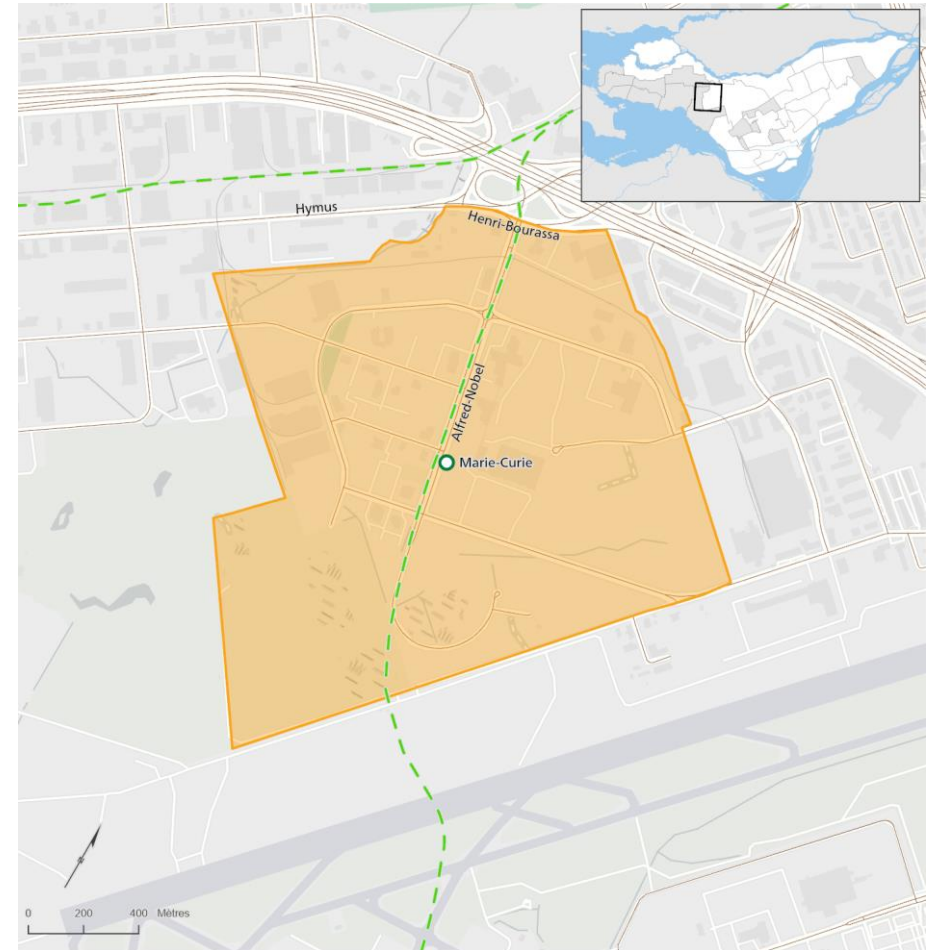 Hymus
Henri-Bourassa
Alfred-Nobel
Marie-Curie
0 200 400 Mètres